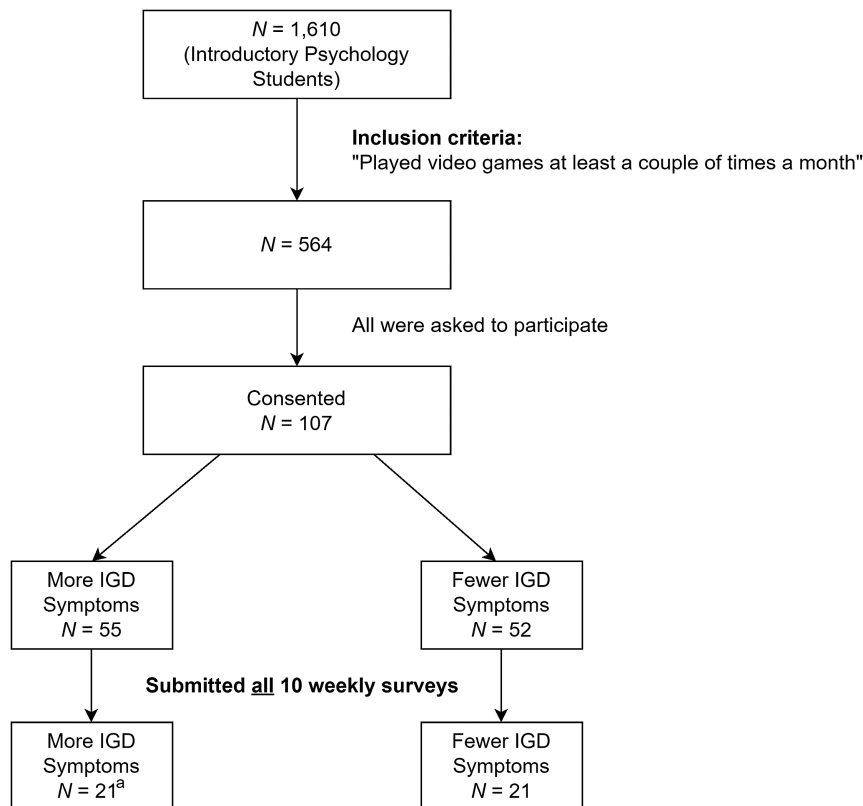 N = 1,610
(Introductory Psychology
Students)
Inclusion criteria:
"Played video games at least a couple of times a month"
N = 564
All were asked to participate
Consented
N = 107
More IGD
Symptoms
N = 55
Fewer IGD
Symptoms
N = 52
Submitted all 10 weekly surveys
More IGD
Symptoms
N = 21ᵃ
Fewer IGD
Symptoms
N = 21